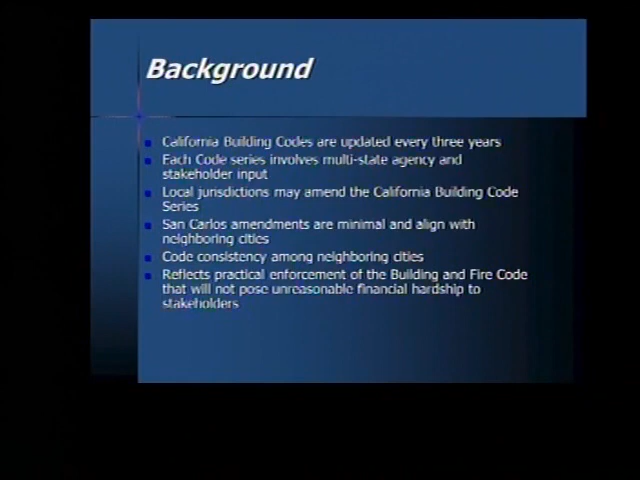 Background
California Building Codes are updated every three years
Each Code series involves multi-state agency and
stakeholder input
Local jurisdictions may amend the California Building Code
Series
San Carlos amendments are minimal and align with
neighboring cities
Code consistency among neighboring cities
Reflects practical enforcement of the Building and Fire Code
that will not pose unreasonable financial hardship to
stakeholders